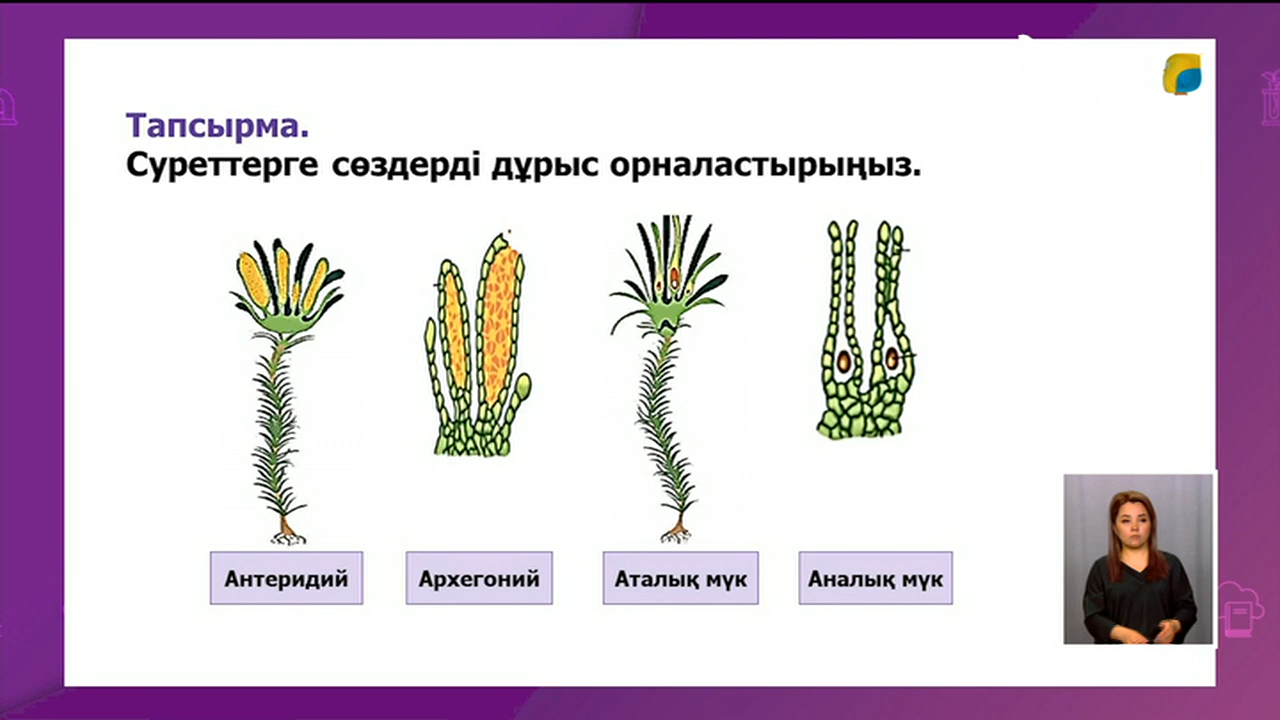 Тапсырма.
Суреттерге сөздерді дұрыс орналастырыңыз.
Антеридий
Архегоний
Аталық мүк
Аналық мүк